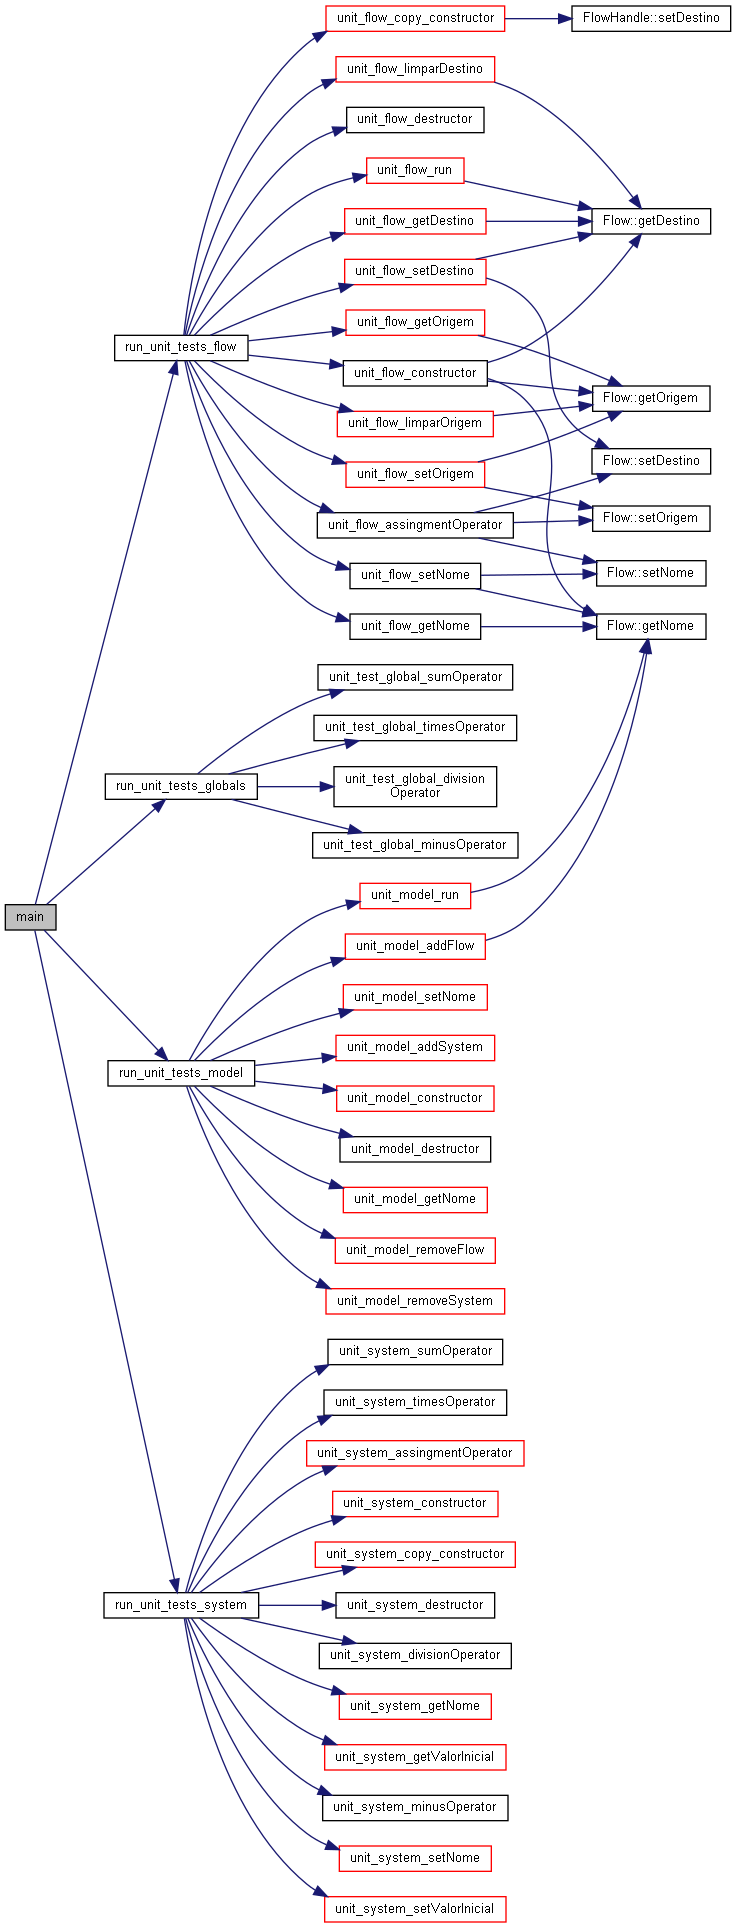 unit_flow_copy_constructor
FlowHandle::setDestino
unit_flow_limparDestino
unit_flow_destructor
unit_flow_run
Flow::getDestino
unit_flow_getDestino
unit_flow_setDestino
unit_flow_getOrigem
run_unit_tests_flow
unit_flow_constructor
Flow::getOrigem
unit_flow_limparOrigem
unit_flow_setOrigem
Flow::setDestino
Flow::setOrigem
unit_flow_assingmentOperator
unit_flow_setNome
Flow::setNome
unit_flow_getNome
Flow::getNome
unit_test_global_sumOperator
unit_test_global_timesOperator
run_unit_tests_globals
unit_test_global_division
Operator
unit_test_global_minusOperator
unit_model_run
main
unit_model_addFlow
unit_model_setNome
unit_model_addSystem
run_unit_tests_model
unit_model_constructor
unit_model_destructor
unit_model_getNome
unit_model_removeFlow
unit_model_removeSystem
unit_system_sumOperator
unit_system_timesOperator
unit_system_assingmentOperator
unit_system_constructor
unit_system_copy_constructor
run_unit_tests_system
unit_system_destructor
unit_system_divisionOperator
unit_system_getNome
unit_system_getValorInicial
unit_system_minusOperator
unit_system_setNome
unit_system_setValorInicial